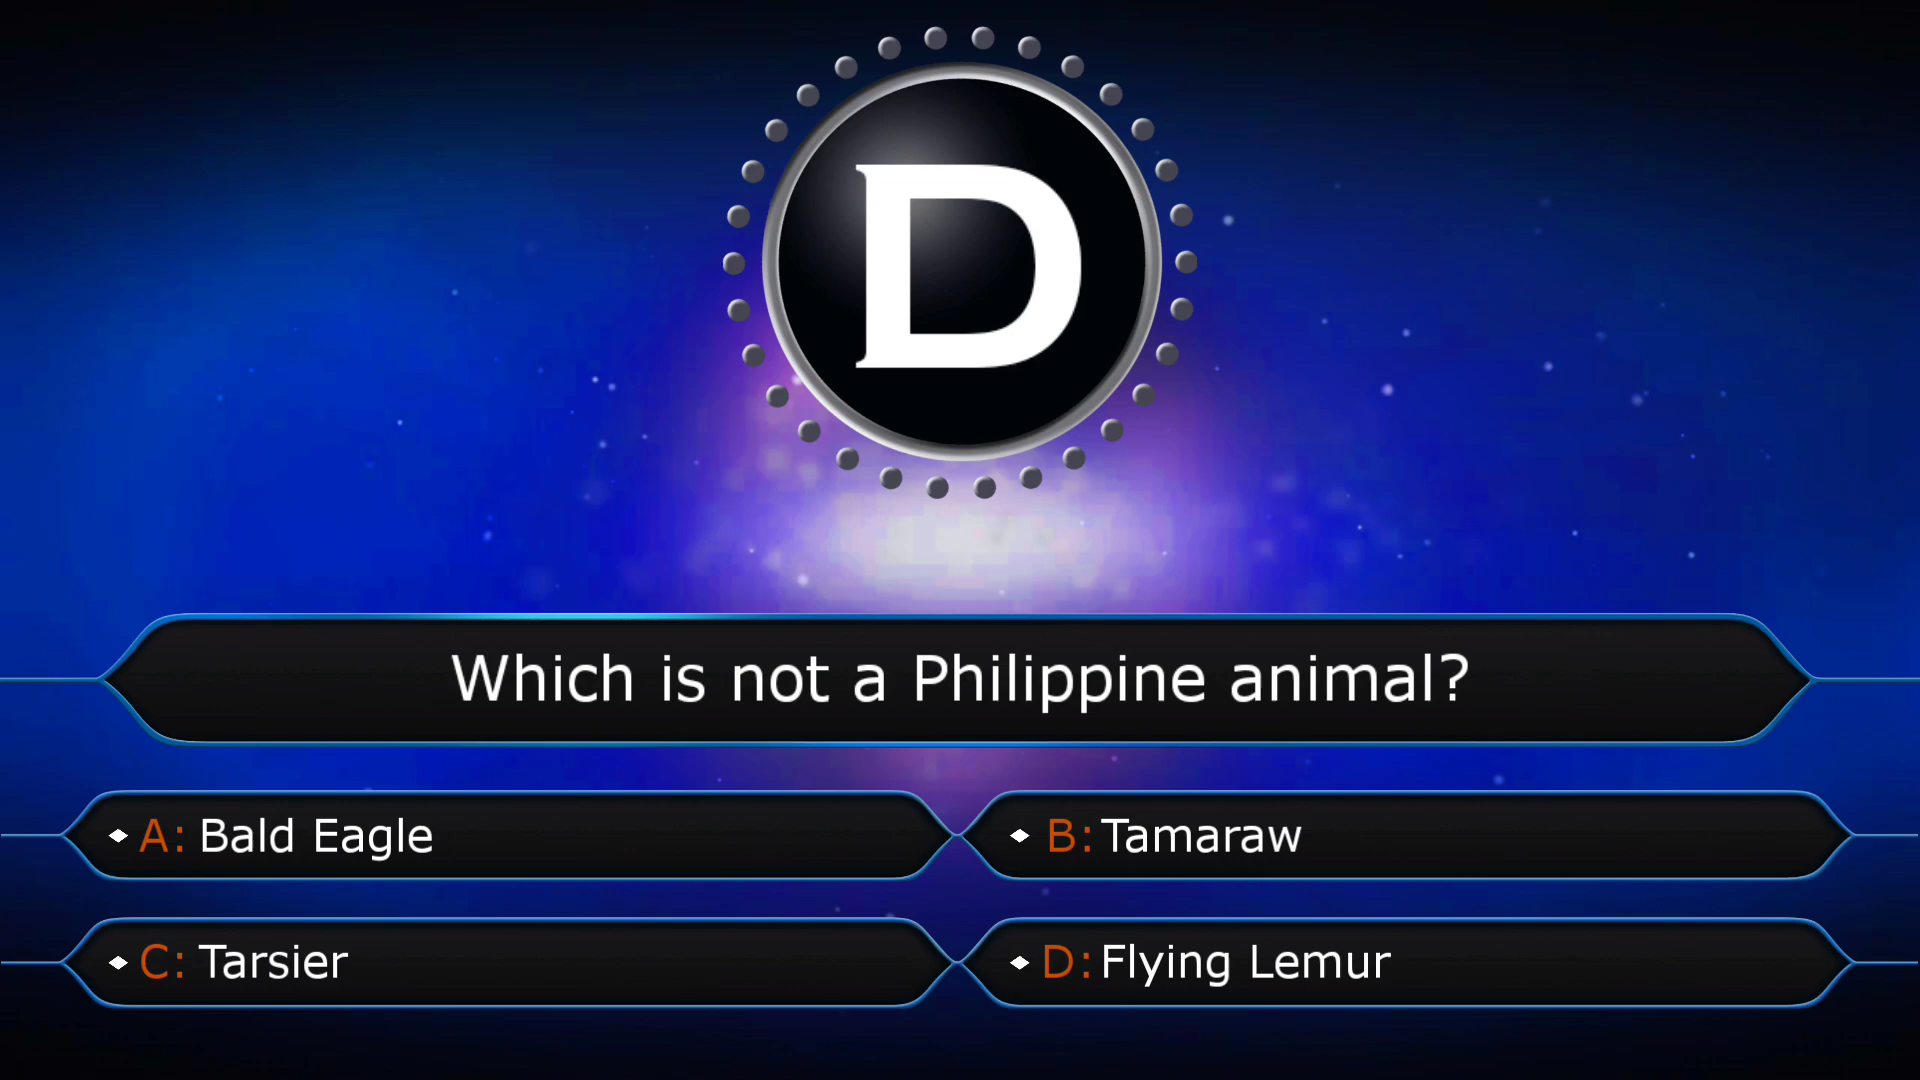 D
Which is not a Philippine animal?
A: Bald Eagle
B: Tamaraw
C: Tarsier
D: Flying Lemur